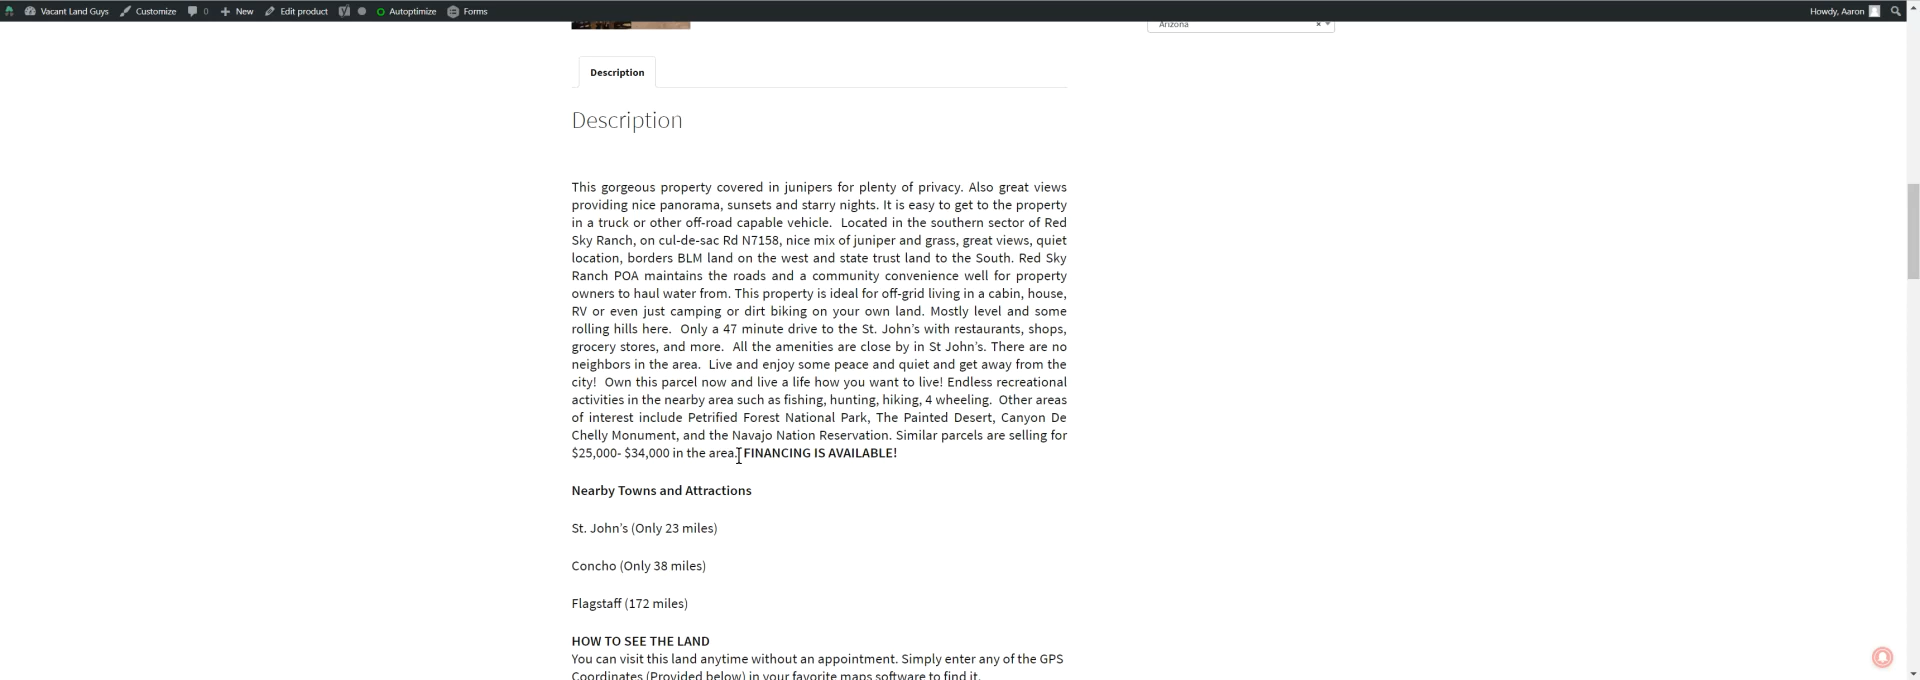 Vacant Land Guys Customize 0 New Edit product Autoptimize Forms Howdy, Aaron
Arizona × ▾
Description
Description
This gorgeous property covered in junipers for plenty of privacy. Also great views
providing nice panorama, sunsets and starry nights. It is easy to get to the property
in a truck or other off-road capable vehicle.  Located in the southern sector of Red
Sky Ranch, on cul-de-sac Rd N7158, nice mix of juniper and grass, great views, quiet
location, borders BLM land on the west and state trust land to the South. Red Sky
Ranch POA maintains the roads and a community convenience well for property
owners to haul water from. This property is ideal for off-grid living in a cabin, house,
RV or even just camping or dirt biking on your own land. Mostly level and some
rolling hills here.  Only a 47 minute drive to the St. John’s with restaurants, shops,
grocery stores, and more.  All the amenities are close by in St John’s. There are no
neighbors in the area.  Live and enjoy some peace and quiet and get away from the
city!  Own this parcel now and live a life how you want to live! Endless recreational
activities in the nearby area such as fishing, hunting, hiking, 4 wheeling.  Other areas
of interest include Petrified Forest National Park, The Painted Desert, Canyon De
Chelly Monument, and the Navajo Nation Reservation. Similar parcels are selling for
$25,000- $34,000 in the area. FINANCING IS AVAILABLE!
Nearby Towns and Attractions
St. John’s (Only 23 miles)
Concho (Only 38 miles)
Flagstaff (172 miles)
HOW TO SEE THE LAND
You can visit this land anytime without an appointment. Simply enter any of the GPS
Coordinates (Provided below) in your favorite maps software to find it.